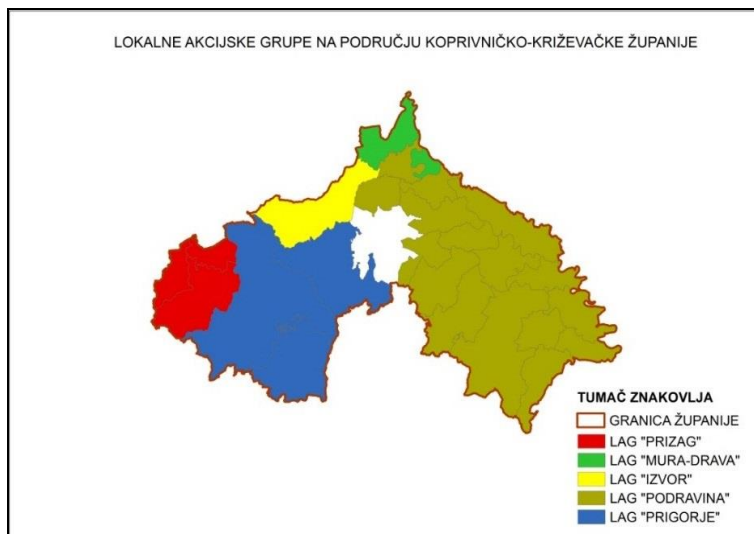 LOKALNE AKCIJSKE GRUPE NA PODRUČJU KOPRIVNIČKO-KRIŽEVAČKE ŽUPANIJE
TUMAČ ZNAKOVLJA
GRANICA ŽUPANIJE
LAG "PRIZAG"
LAG "MURA-DRAVA"
LAG "IZVOR"
LAG "PODRAVINA"
LAG "PRIGORJE"